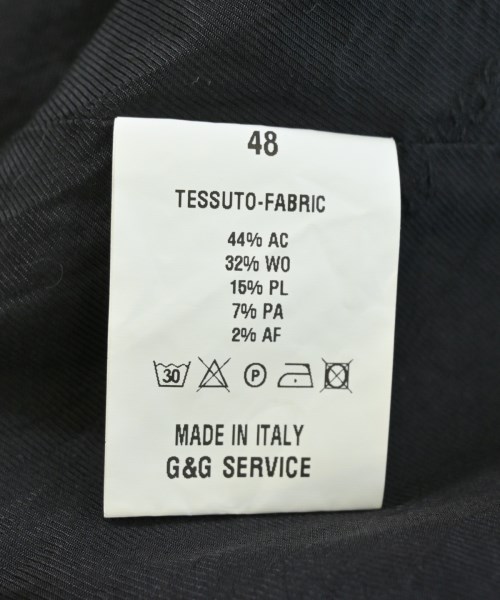 48
TESSUTO-FABRIC
44% AC
32% WO
15% PL
7% PA
2% AF
30 P
MADE IN ITALY
G&G SERVICE